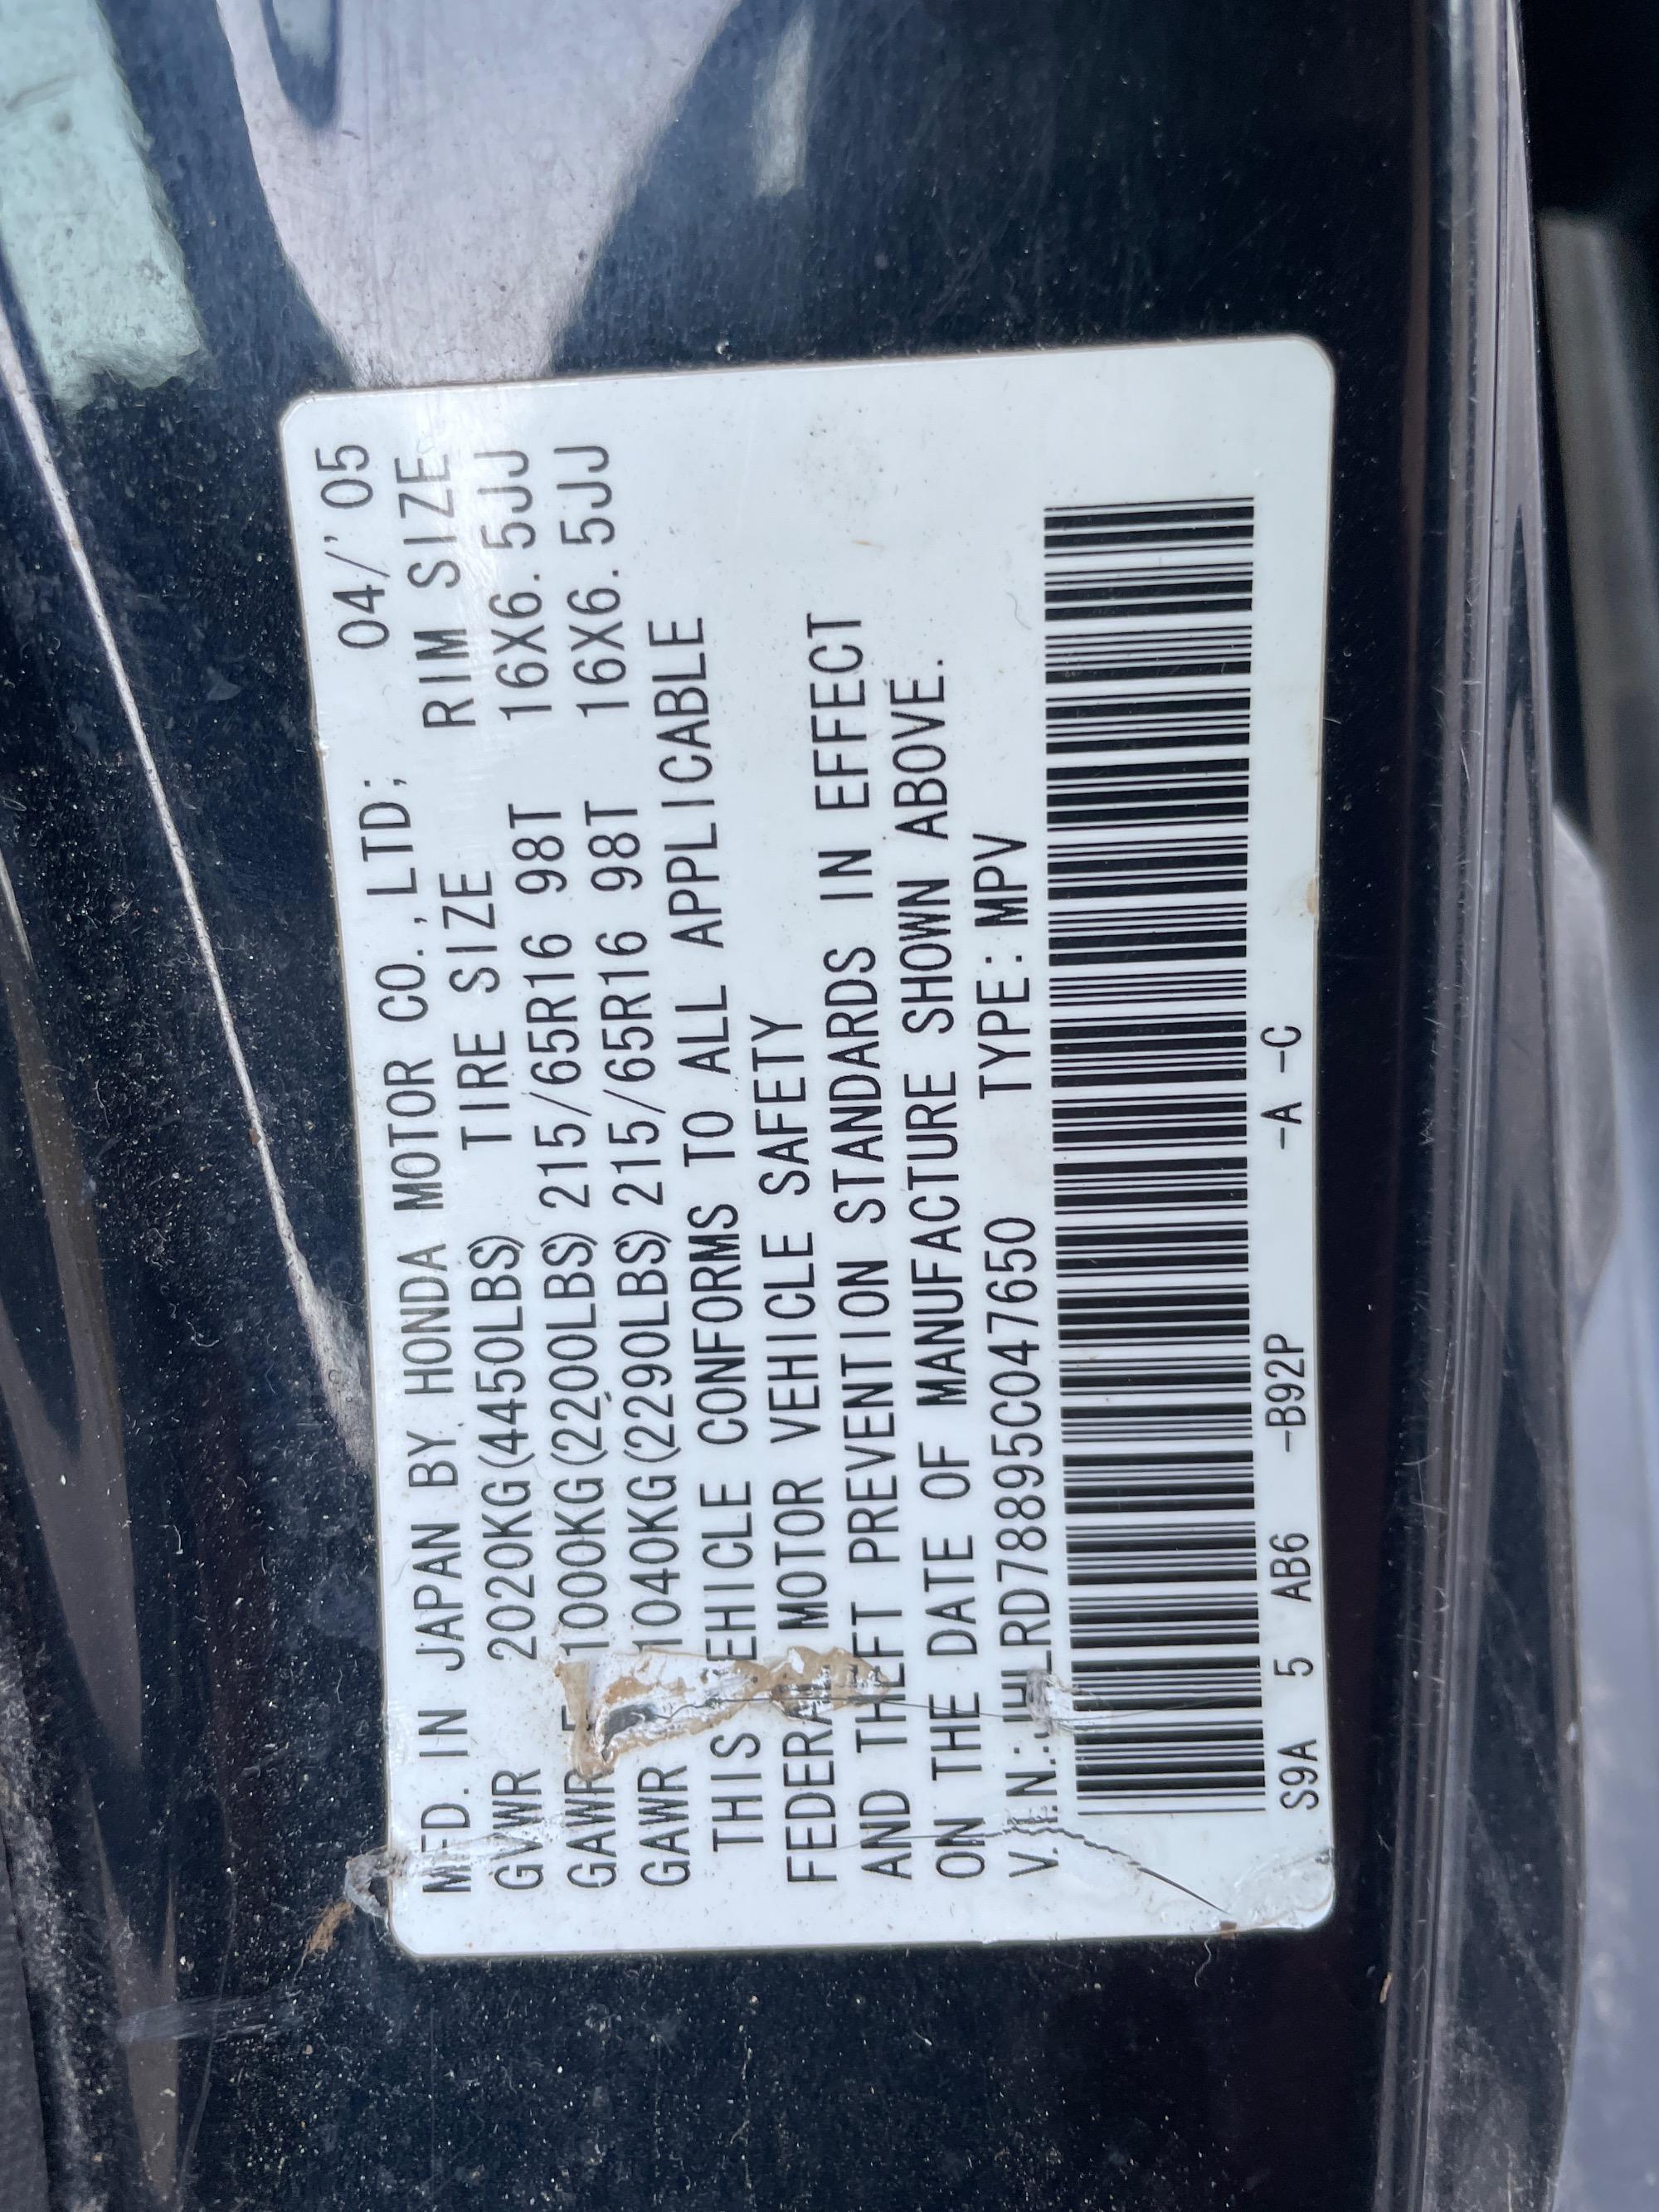 MFD. IN JAPAN BY HONDA MOTOR CO.,LTD; 04/'05
GVWR 2020KG(4450LBS) TIRE SIZE RIM SIZE
GAWR F 1000KG(2200LBS) 215/65R16 98T 16X6.5JJ
GAWR 1040KG(2290LBS) 215/65R16 98T 16X6.5JJ
THIS EHICLE CONFORMS TO ALL APPLICABLE
FEDERA MOTOR VEHICLE SAFETY
AND THEFT PREVENTION STANDARDS IN EFFECT
ON THE DATE OF MANUFACTURE SHOWN ABOVE.
V.I.N.:JHLRD78895C047650 TYPE:MPV
S9A 5 AB6 -B92P -A -C